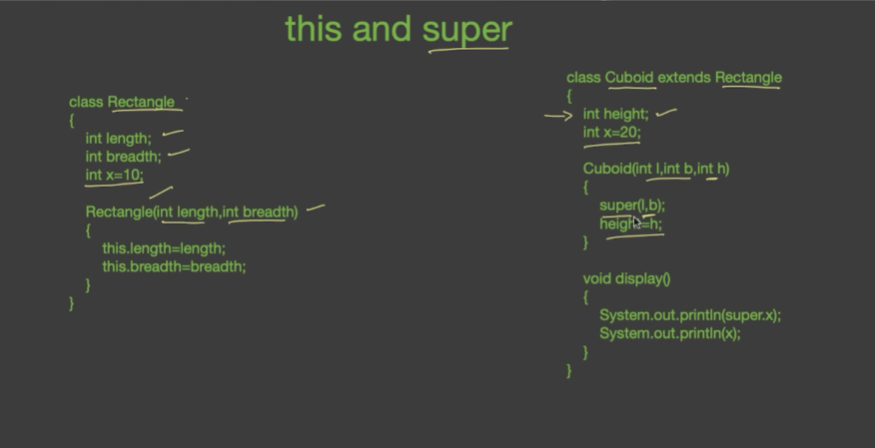 this and super
class Rectangle
{
int length;
int breadth;
int x=10;
Rectangle(int length,int breadth)
{
this.length=length;
this.breadth=breadth;
}
}
class Cuboid extends Rectangle
{
int height;
int x=20;
Cuboid(int l,int b,int h)
{
super(l,b);
height=h;
}
void display()
{
System.out.println(super.x);
System.out.println(x);
}
}